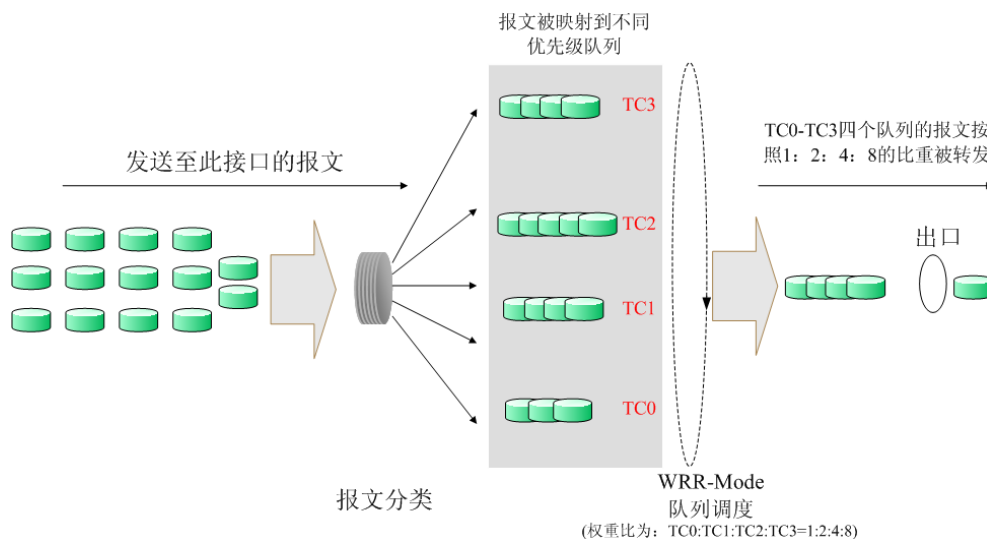 报文被映射到不同
优先级队列
TC3
TC0-TC3四个队列的报文按
照1：2：4：8的比重被转发
发送至此接口的报文
TC2
出口
TC1
TC0
WRR-Mode
报文分类
队列调度
(权重比为：TC0:TC1:TC2:TC3=1:2:4:8)